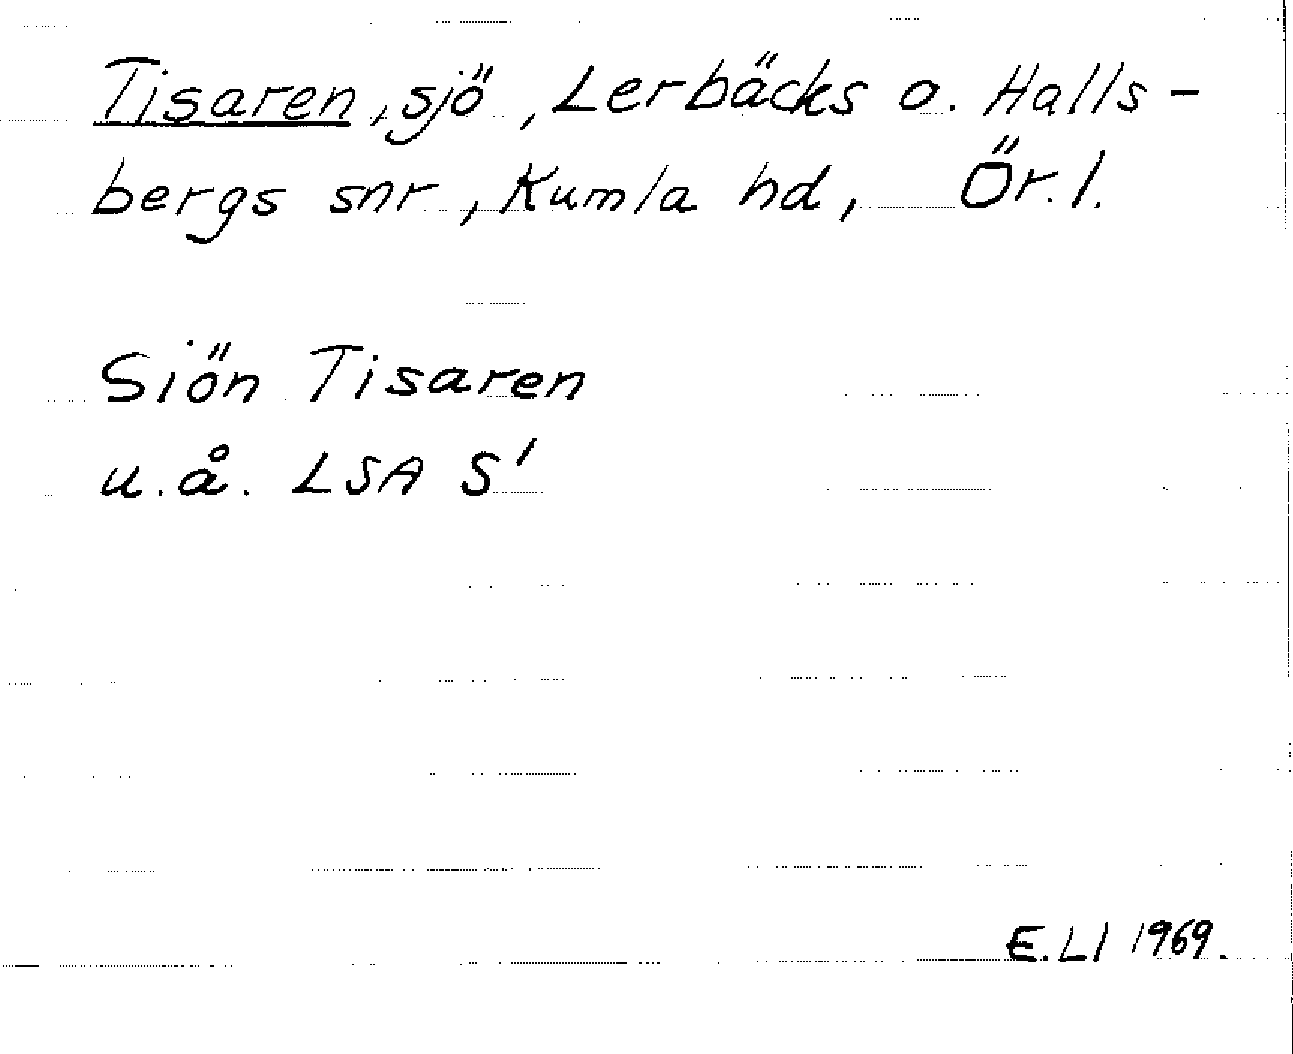 Tisaren, sjö, Lerbäcks o. Halls-
bergs snr, Kumla hd, Ör. l.
Siön Tisaren
u.å. LSA S'
E.Ll 1969.